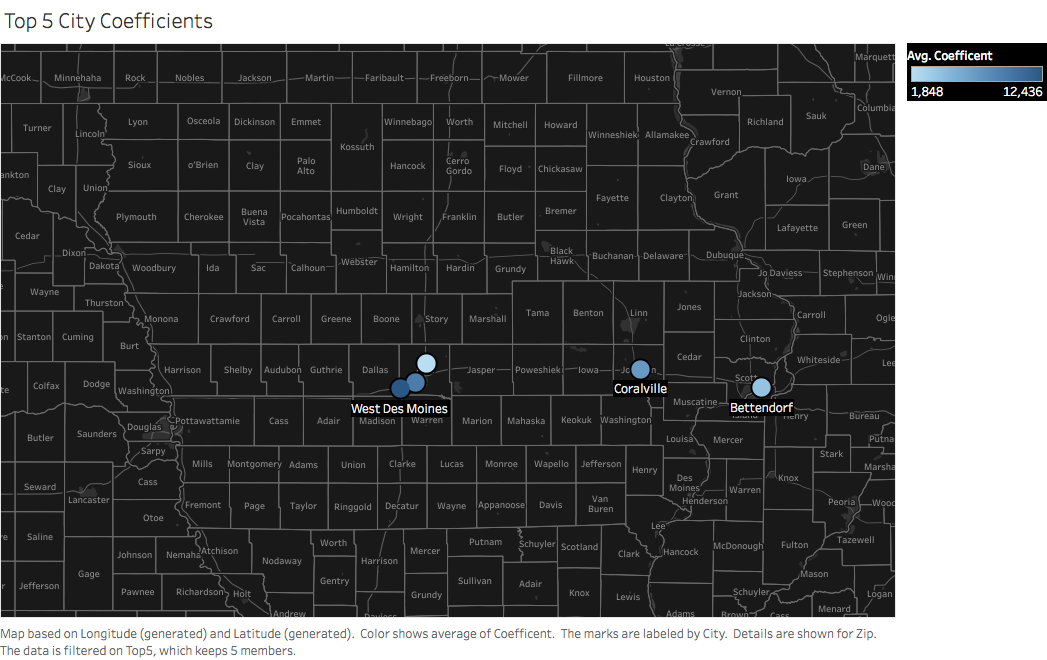 Top 5 City Coefficients
La Crosse
McCook Minnehaha Rock Nobles Jackson Martin Faribault Freeborn Mower Fillmore Houston Marquett
Avg. Coefficent
1,848 12,436
Vernon
Columbia
Turner Lincoln Lyon Osceola Dickinson Emmet Winnebago Worth Mitchell Howard Winneshiek Allamakee Crawford Richland Sauk
Kossuth
ankton Clay Union Sioux o'Brien Clay Palo Alto Hancock Cerro Gordo Floyd Chickasaw Iowa Dane
Fayette Clayton Grant
Plymouth Cherokee Buena Vista Pocahontas Humboldt Wright Franklin Butler Bremer Lafayette Green
Cedar Dixon
Dakota Woodbury Ida Sac Calhoun Webster Hamilton Hardin Grundy Black Hawk Buchanan Delaware Dubuque Jo Daviess Stephenson Winn
Wayne Thurston Jackson
Monona Crawford Carroll Greene Boone Story Marshall Tama Benton Linn Jones Carroll Ogle
Stanton Cuming Burt Clinton
Harrison Shelby Audubon Guthrie Dallas Jasper Poweshiek Iowa Cedar Whiteside Lee
Colfax Dodge Washington Coralville Scott
West Des Moines Muscatine Bettendorf
Butler Saunders Douglas Pottawattamie Cass Adair Madison Warren Marion Mahaska Keokuk Washington Henry Bureau
Sarpy Louisa Mercer Stark Putna
Mills Montgomery Adams Union Clarke Lucas Monroe Wapello Jefferson Henry Knox Marsha
Seward Lancaster Cass Des Moines Warren Peoria Wood
Otoe Fremont Page Taylor Ringgold Decatur Wayne Appanoose Davis Van Buren Henderson
Saline Lee
Johnson Nemaha Atchison Nodaway Worth Harrison Mercer Putnam Schuyler Scotland Clark Hancock McDonough Fulton Tazewell
Gage Mason
Jefferson Pawnee Richardson Holt Gentry Grundy Sullivan Adair Knox Lewis Schuyler Logan
Andrew Daviess Adams Brown Cass Menard
Map based on Longitude (generated) and Latitude (generated).  Color shows average of Coefficent.  The marks are labeled by City.  Details are shown for Zip.
The data is filtered on Top5, which keeps 5 members.